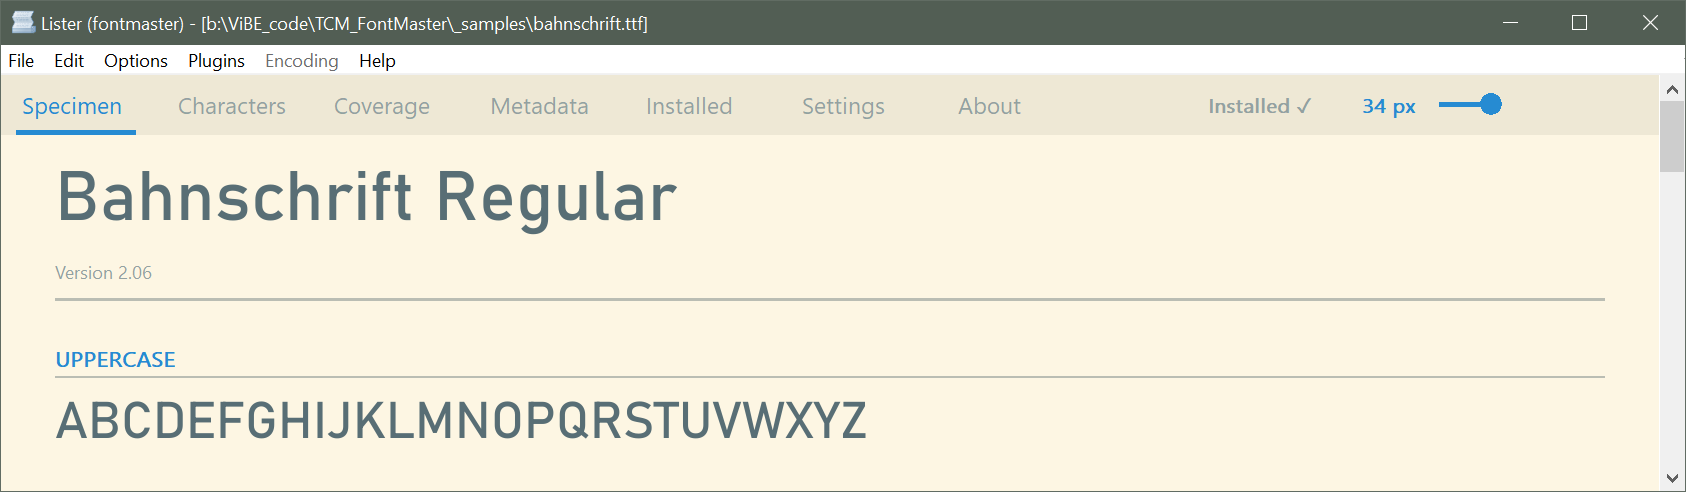 Lister (fontmaster) - [b:\ViBE_code\TCM_FontMaster\_samples\bahnschrift.ttf]
File Edit Options Plugins Encoding Help
Specimen Characters Coverage Metadata Installed Settings About Installed ✓ 34 px
Bahnschrift Regular
Version 2.06
UPPERCASE
ABCDEFGHIJKLMNOPQRSTUVWXYZ